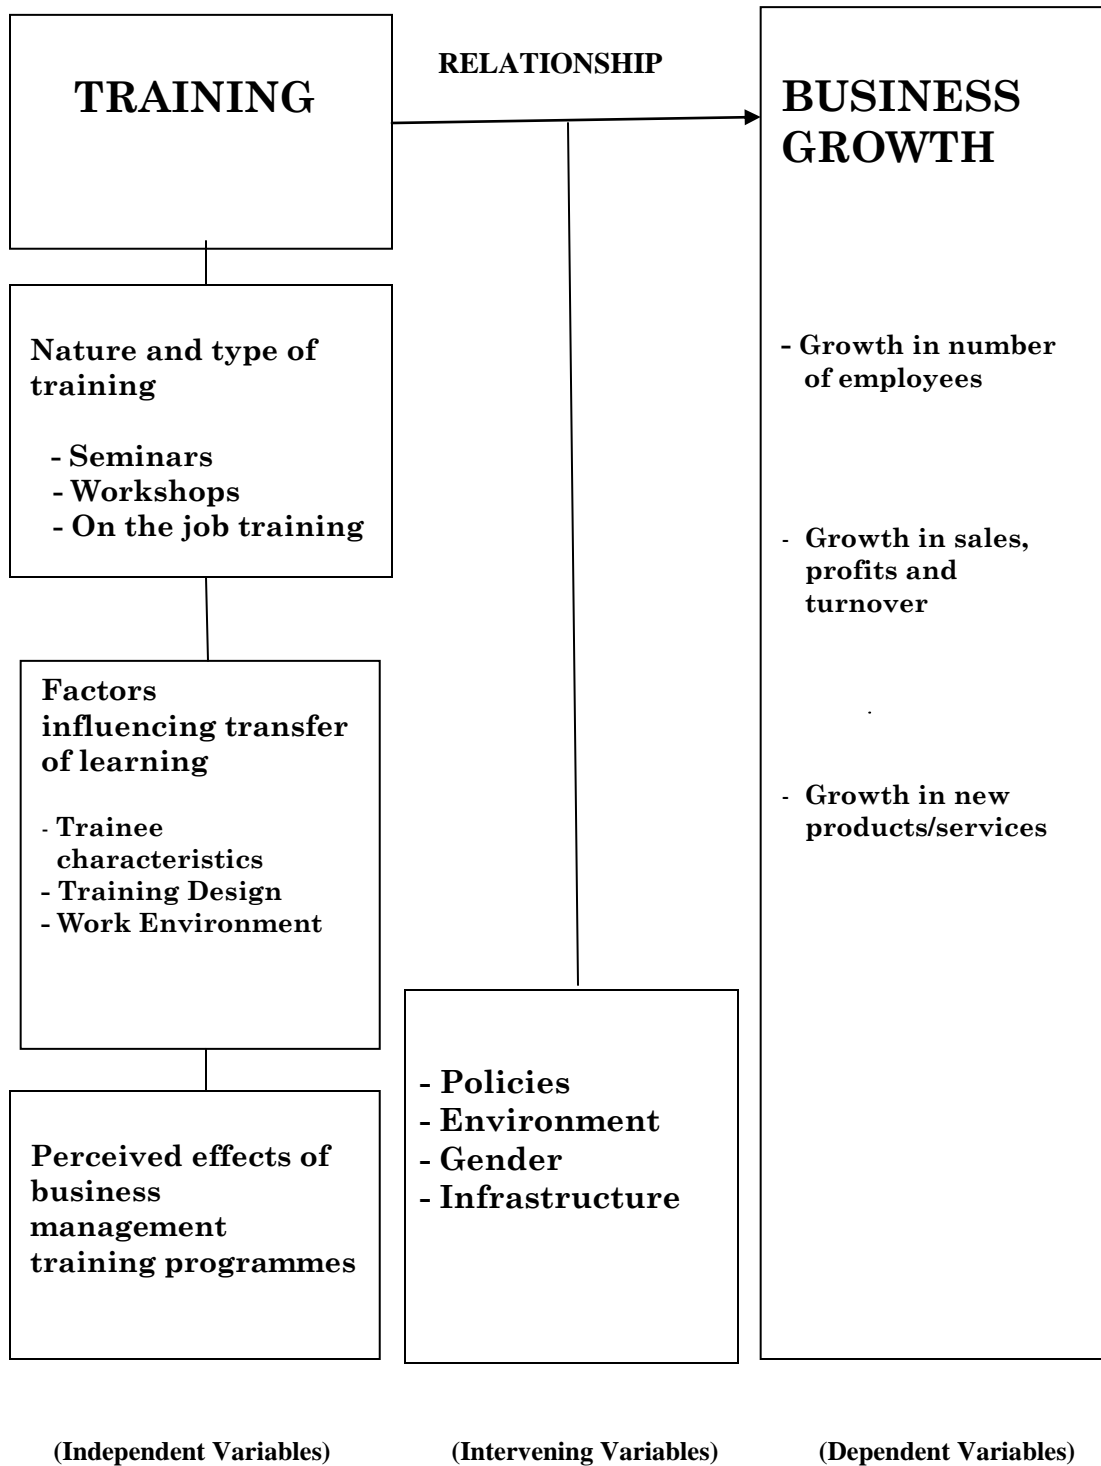 TRAINING
RELATIONSHIP
BUSINESS
GROWTH
Nature and type of
training
- Seminars
- Workshops
- On the job training
Factors
influencing transfer
of learning
- Trainee
characteristics
- Training Design
- Work Environment
Perceived effects of
business
management
training programmes
- Policies
- Environment
- Gender
- Infrastructure
- Growth in number
of employees
- Growth in sales,
profits and
turnover
-
- Growth in new
products/services
(Independent Variables)
(Intervening Variables)
(Dependent Variables)